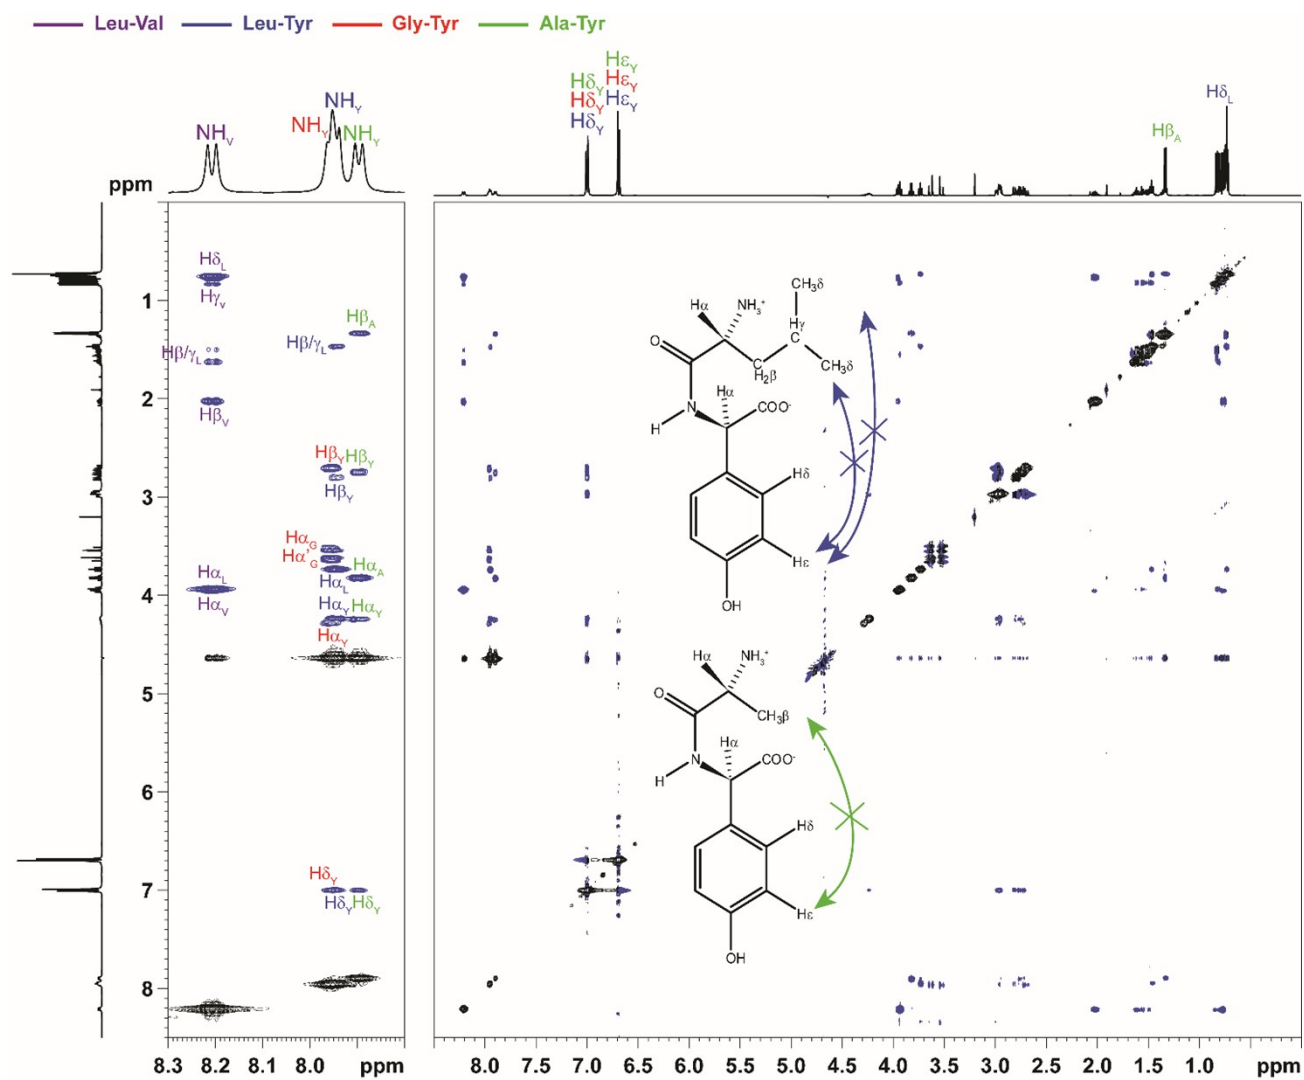 Leu-Val Leu-Tyr Gly-Tyr Ala-Tyr
HεY
HδY HεY
HδY HεY
HδY
NHY
NHY NHY
NHV
HβA
HδL
ppm
HδL
HγV
HβA
Hβ/γL
Hβ/γL
HβV
HβY HβY
HβY
HαG
Hα'G
HαL HαL HαA
HαV HαY HαY
HαY
HδY
HδY HδY
1
2
3
4
5
6
7
8
CH3δ
Hα NH3+
Hγ
O
CH3δ
H2β
Hα
N COO-
H
Hδ
Hε
OH
Hα NH3+
O
CH3β
Hα
N COO-
H
Hδ
Hε
OH
8.3 8.2 8.1 8.0 ppm
8.0 7.5 7.0 6.5 6.0 5.5 5.0 4.5 4.0 3.5 3.0 2.5 2.0 1.5 1.0 ppm